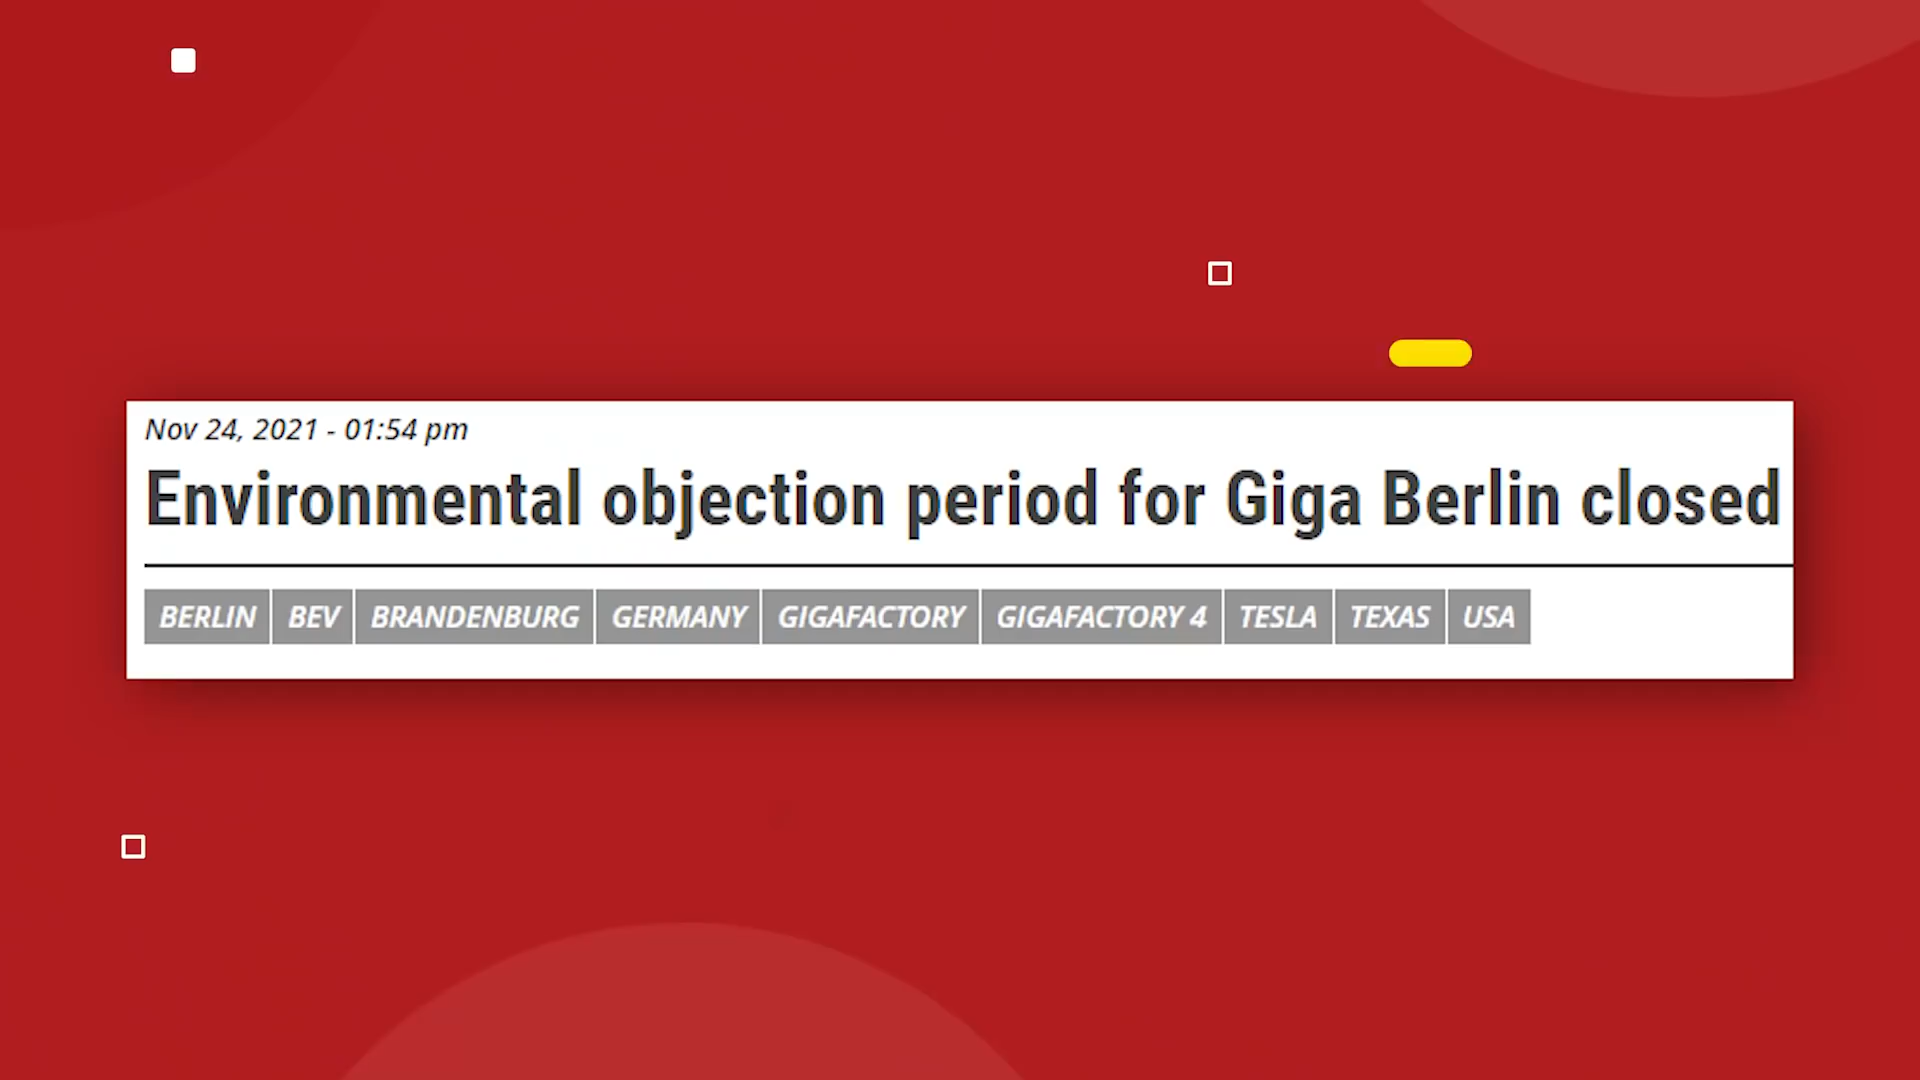 Nov 24, 2021 - 01:54 pm
Environmental objection period for Giga Berlin closed
BERLIN BEV BRANDENBURG GERMANY GIGAFACTORY GIGAFACTORY 4 TESLA TEXAS USA